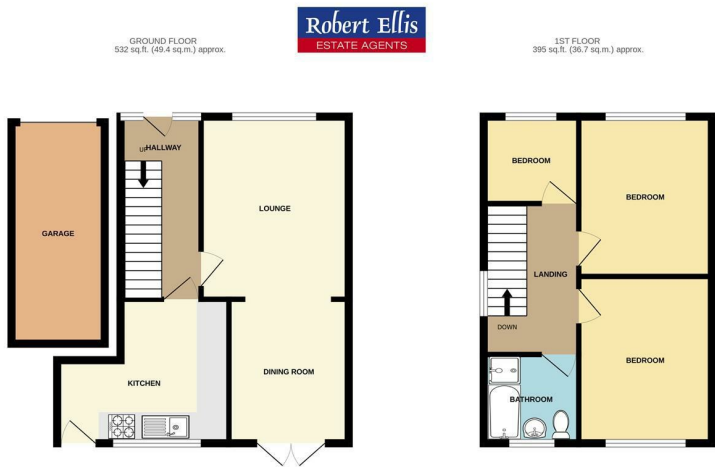 Robert Ellis
ESTATE AGENTS
GROUND FLOOR
532 sq.ft. (49.4 sq.m.) approx.
1ST FLOOR
395 sq.ft. (36.7 sq.m.) approx.
UP
HALLWAY
GARAGE
LOUNGE
KITCHEN
DINING ROOM
BEDROOM
BEDROOM
LANDING
DOWN
BEDROOM
BATHROOM